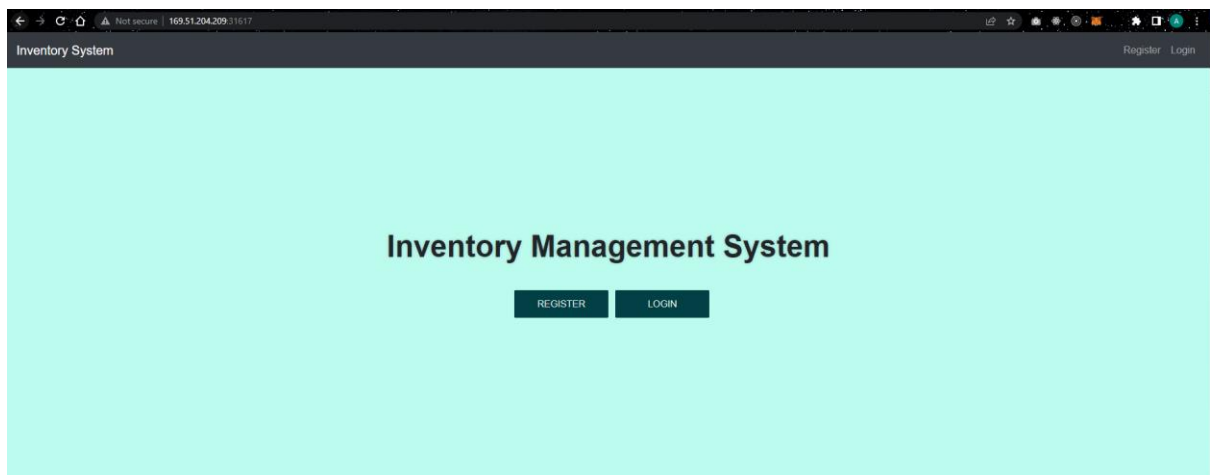 Not secure 169.51.204.209:31617
Inventory System Register Login
Inventory Management System
REGISTER LOGIN